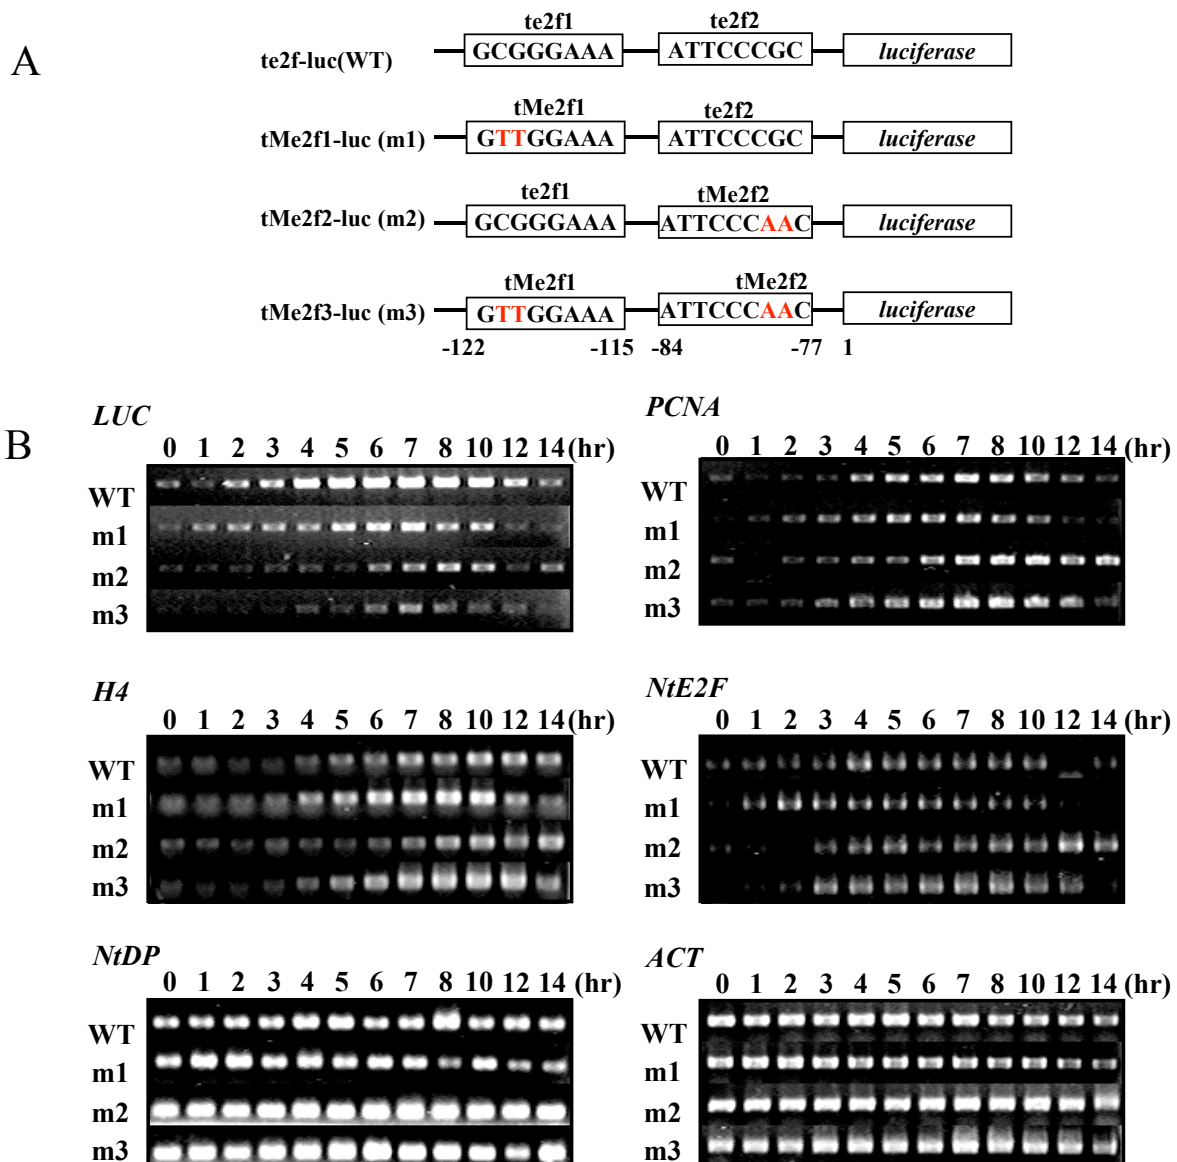 A
te2f1 te2f2
te2f-luc(WT) GCGGGAAA ATTCCCGC luciferase
tMe2f1 te2f2
tMe2f1-luc (m1) GTTGGAAA ATTCCCGC luciferase
te2f1 tMe2f2
tMe2f2-luc (m2) GCGGGAAA ATTCCCAAC luciferase
tMe2f1 tMe2f2
tMe2f3-luc (m3) GTTGGAAA ATTCCCAAC luciferase
-122 -115 -84 -77 1
B
LUC
0 1 2 3 4 5 6 7 8 10 12 14 (hr)
WT
m1
m2
m3
PCNA
0 1 2 3 4 5 6 7 8 10 12 14 (hr)
WT
m1
m2
m3
H4
0 1 2 3 4 5 6 7 8 10 12 14 (hr)
WT
m1
m2
m3
NtE2F
0 1 2 3 4 5 6 7 8 10 12 14 (hr)
WT
m1
m2
m3
NtDP
0 1 2 3 4 5 6 7 8 10 12 14 (hr)
WT
m1
m2
m3
ACT
0 1 2 3 4 5 6 7 8 10 12 14 (hr)
WT
m1
m2
m3